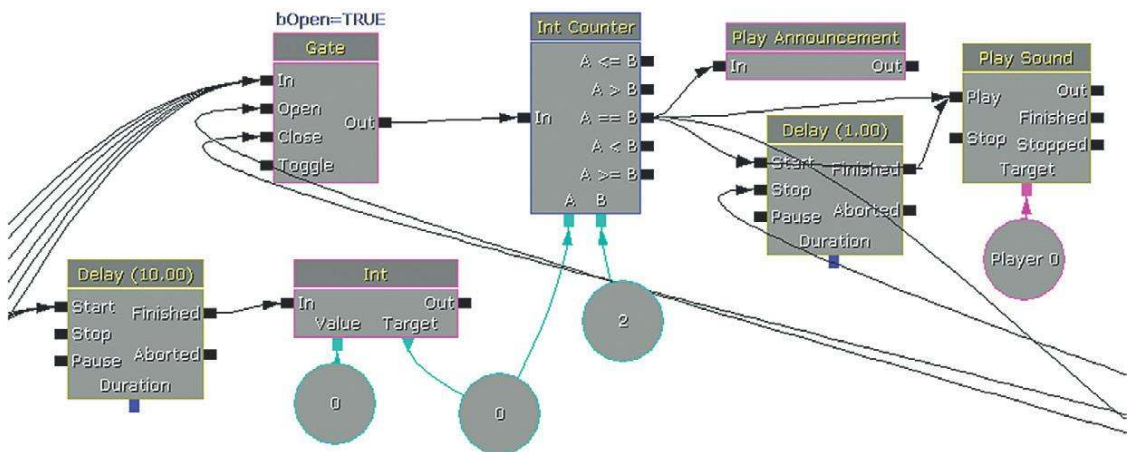 bOpen=TRUE
Gate
In
Open
Close
Toggle
Out
Int Counter
In
A <= B
A > B
A == B
A < B
A >= B
A B
Play Announcement
In Out
Play Sound
Play
Stop
Out
Finished
Stopped
Target
Player 0
Delay (1.00)
Start
Stop
Pause
Finished
Aborted
Duration
Delay (10.00)
Start
Stop
Pause
Finished
Aborted
Duration
Int
In Out
Value Target
0
0
2